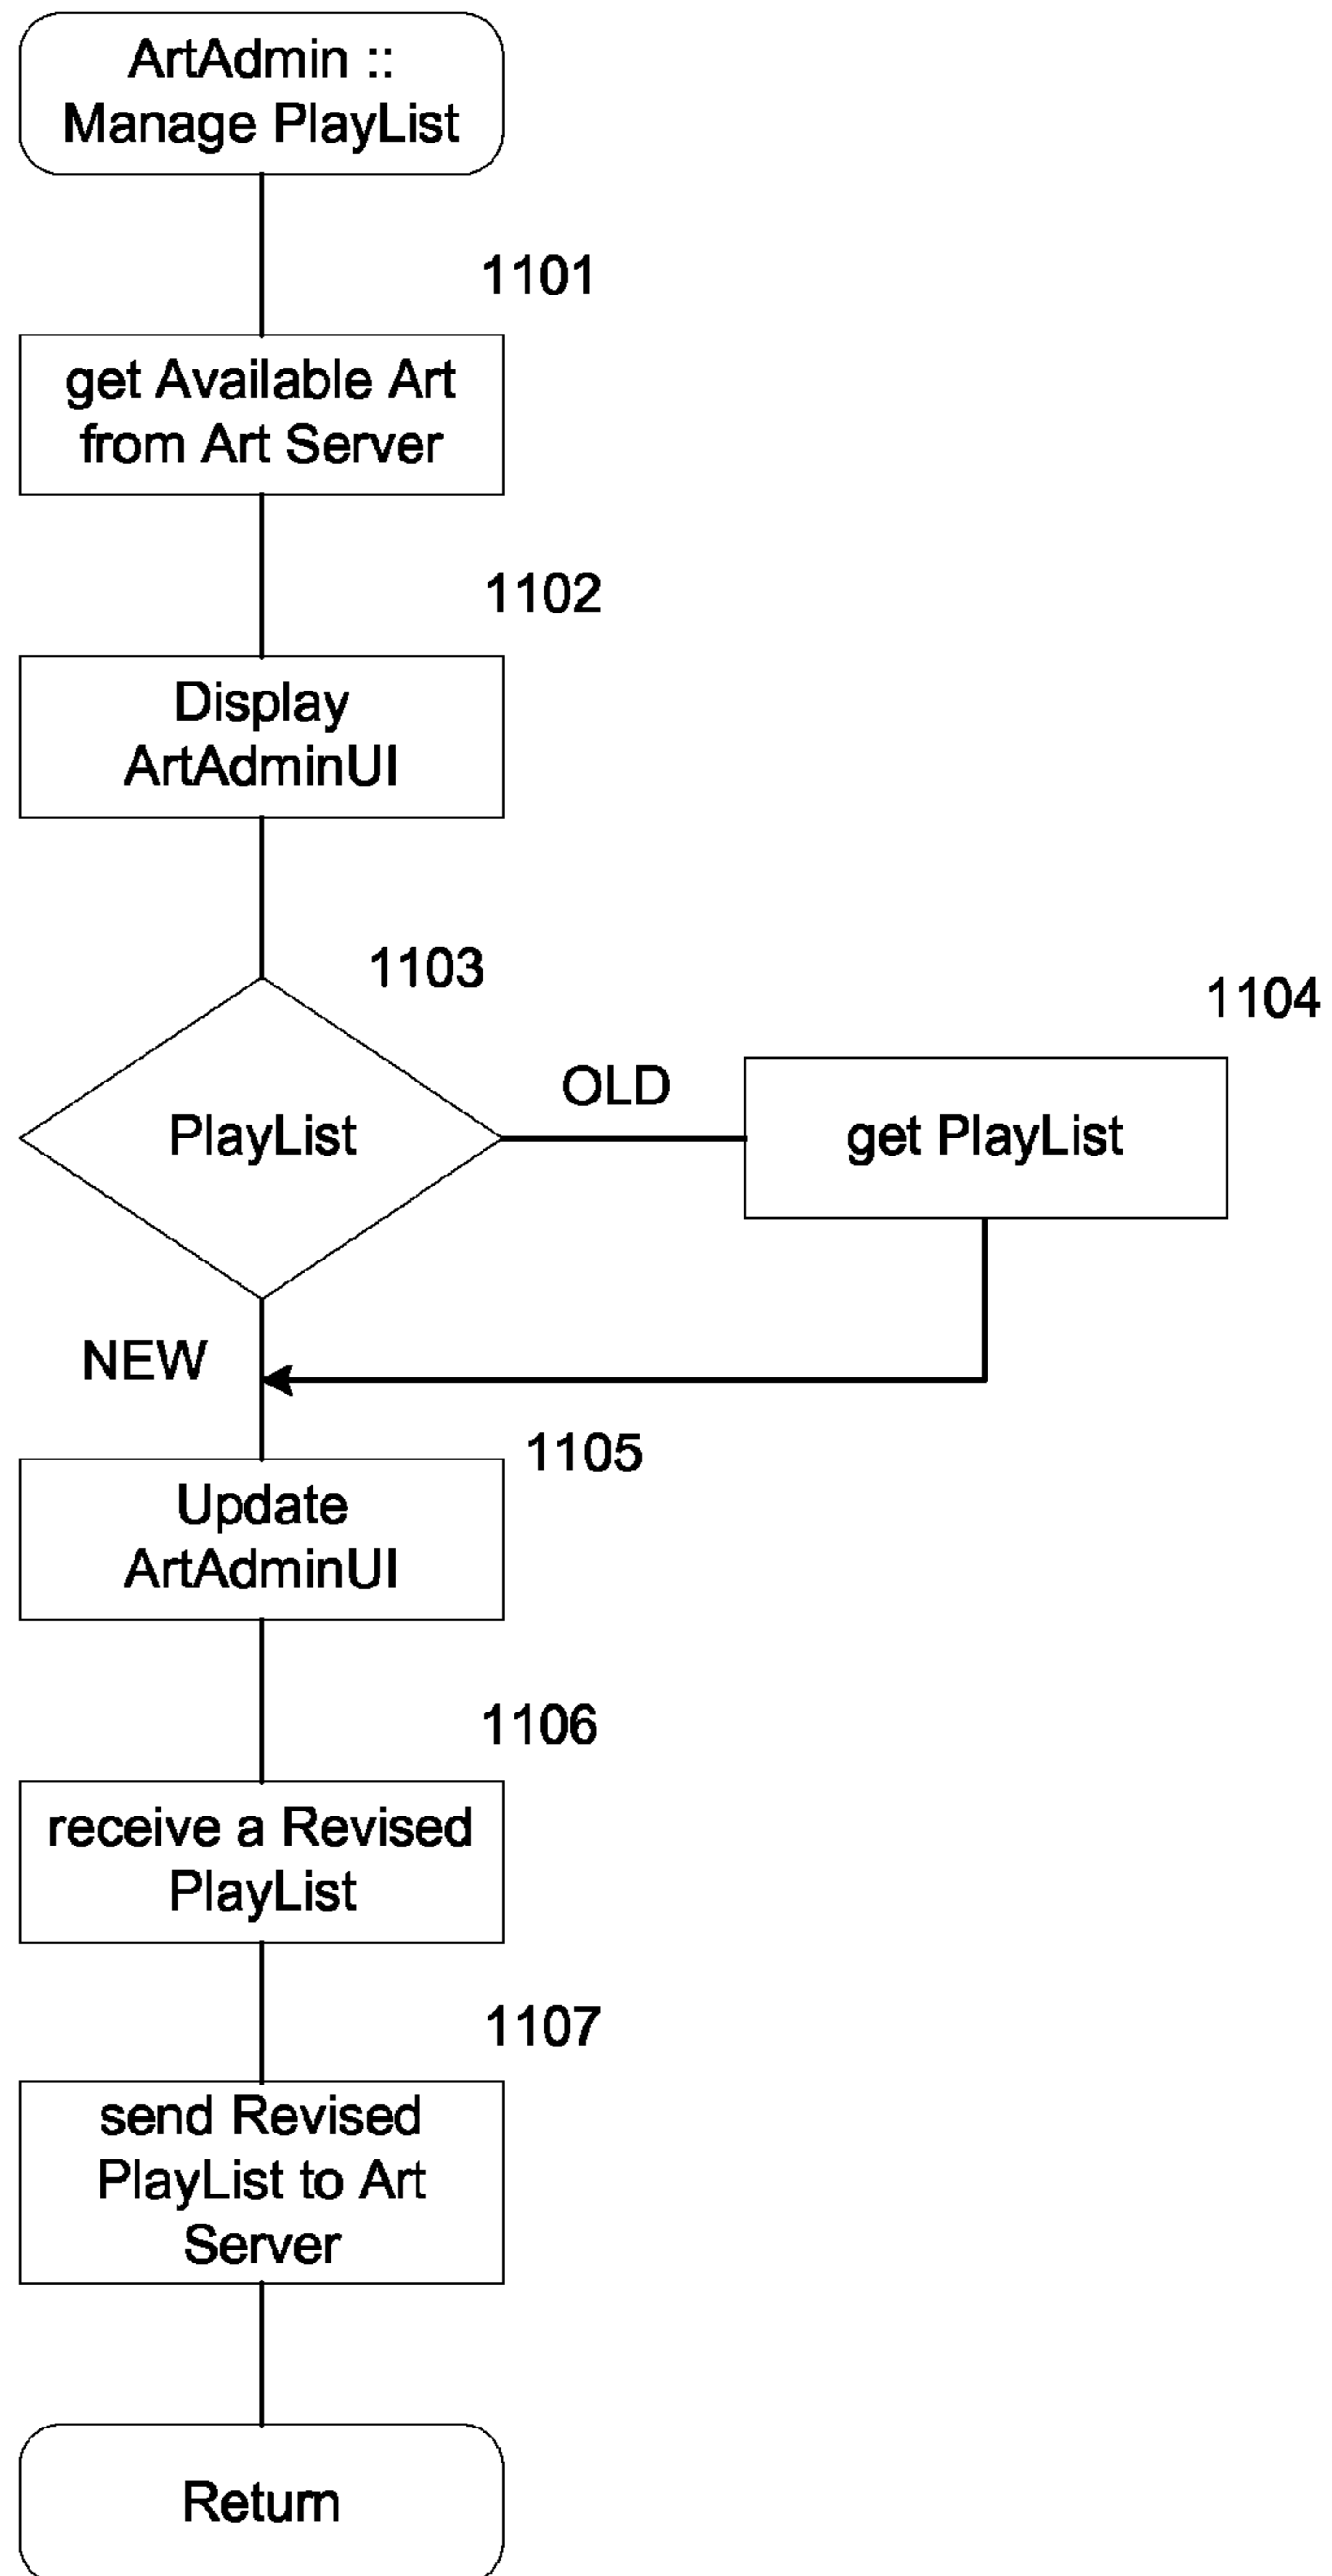 ArtAdmin ::
Manage PlayList
1101
get Available Art
from Art Server
1102
Display
ArtAdminUI
1103
PlayList
OLD
1104
get PlayList
NEW
1105
Update
ArtAdminUI
1106
receive a Revised
PlayList
1107
send Revised
PlayList to Art
Server
Return